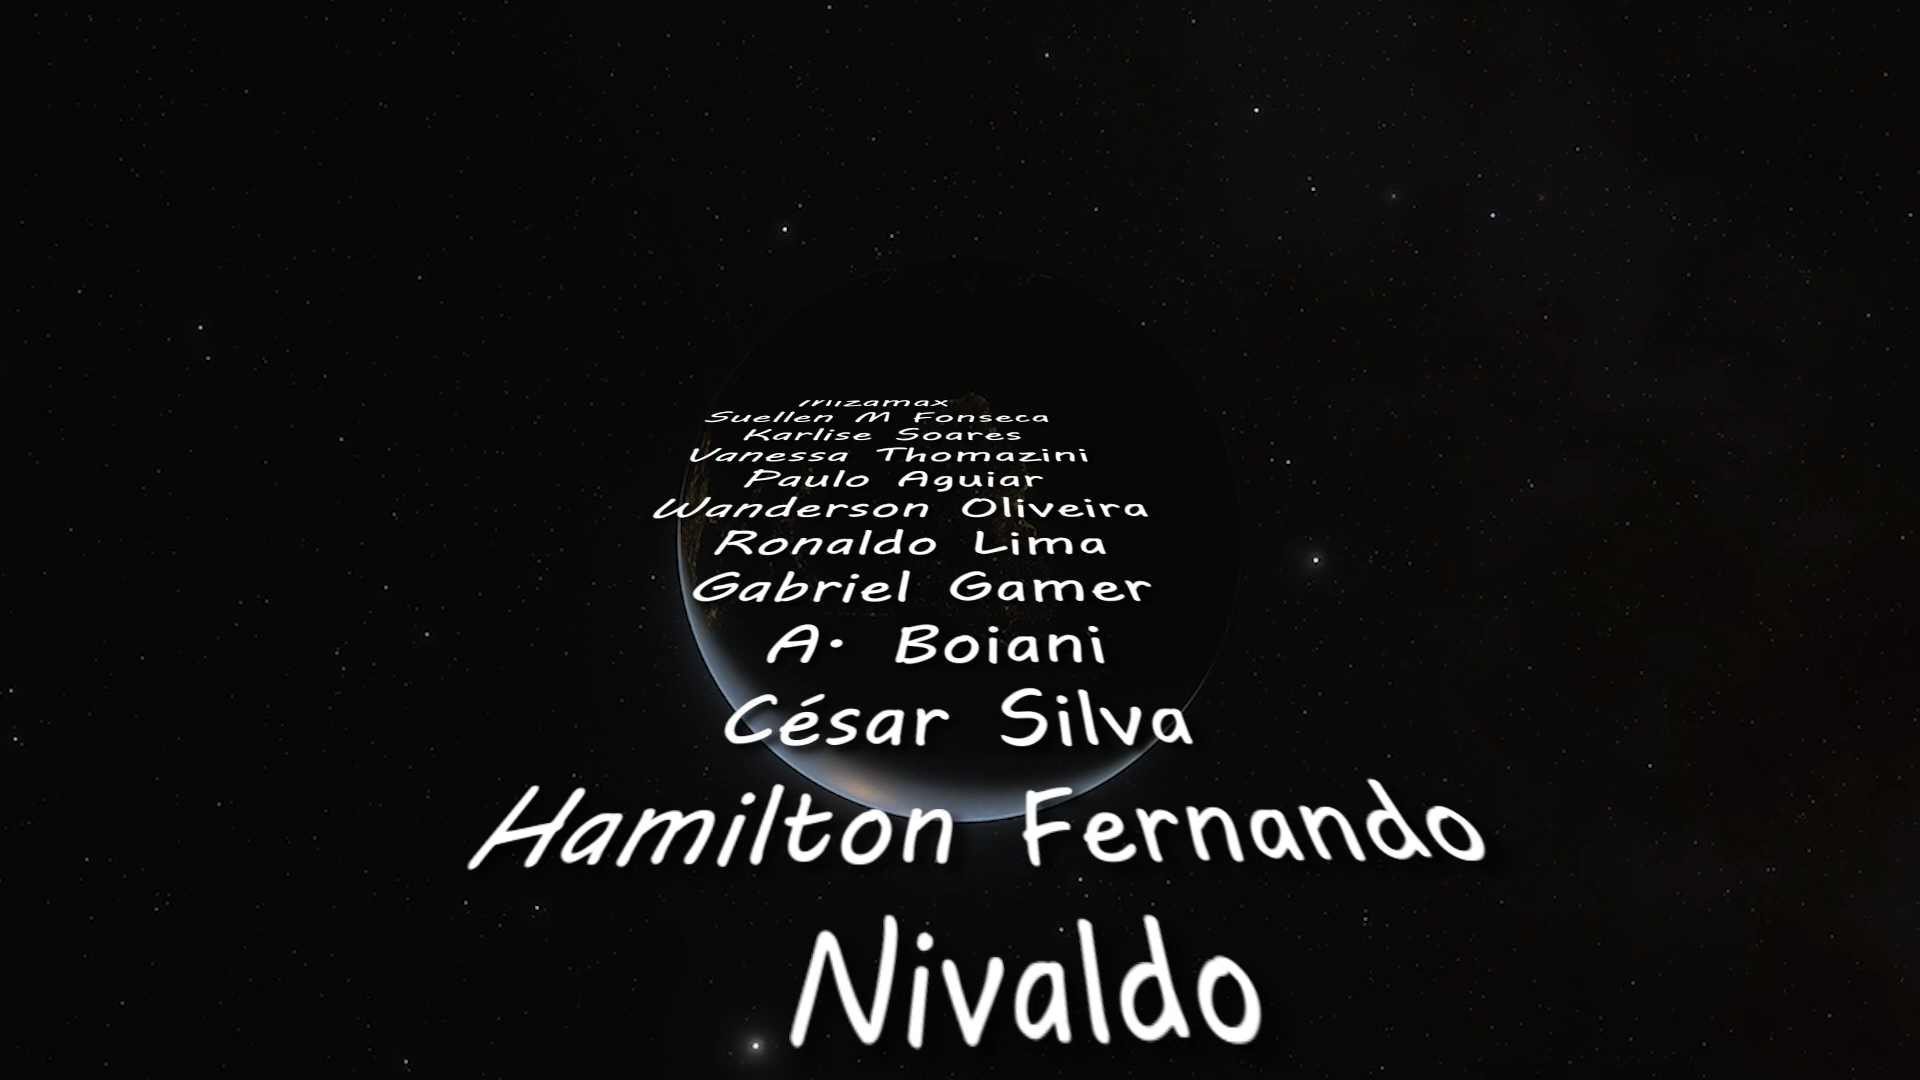 Suellen M Fonseca
Karlise Soares
Vanessa Thomazini
Paulo Aguiar
Wanderson Oliveira
Ronaldo Lima
Gabriel Gamer
A. Boiani
César Silva
Hamilton Fernando
Nivaldo